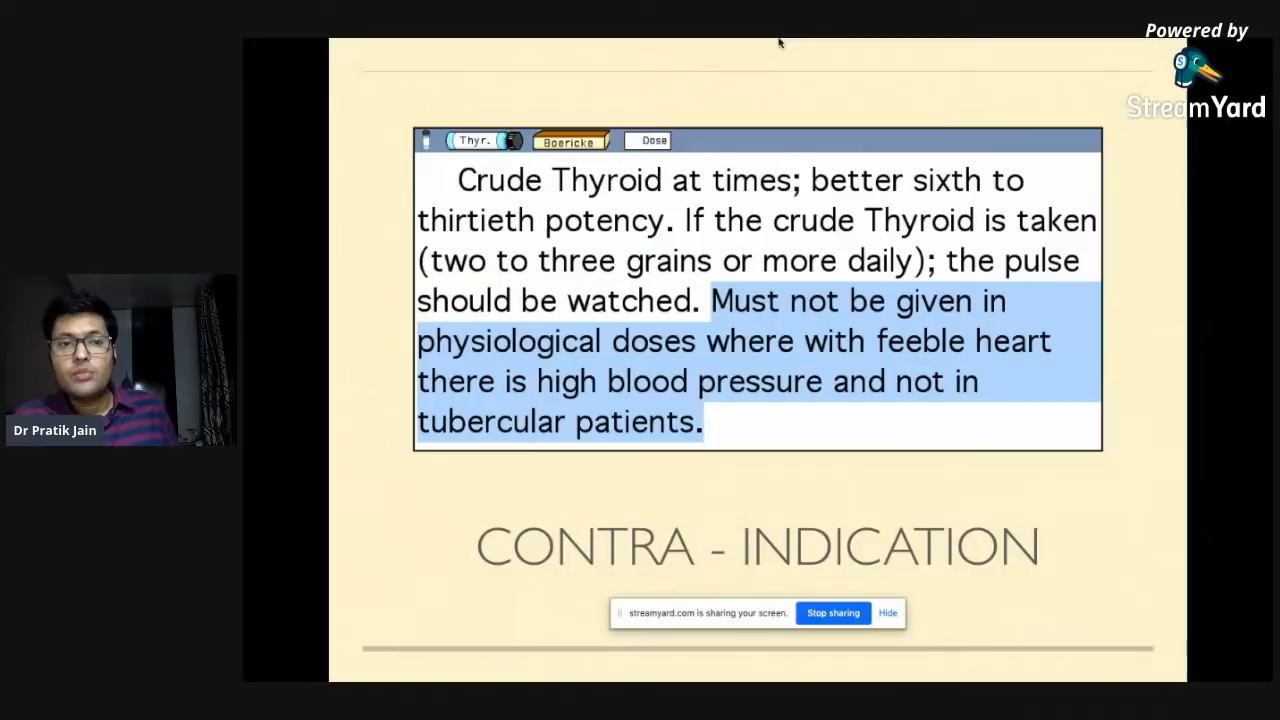 Powered by
StreamYard
Thyr.
Boericke
Dose
Crude Thyroid at times; better sixth to
thirtieth potency. If the crude Thyroid is taken
(two to three grains or more daily); the pulse
should be watched. Must not be given in
physiological doses where with feeble heart
there is high blood pressure and not in
tubercular patients.
Dr Pratik Jain
CONTRA - INDICATION
streamyard.com is sharing your screen.
Stop sharing
Hide